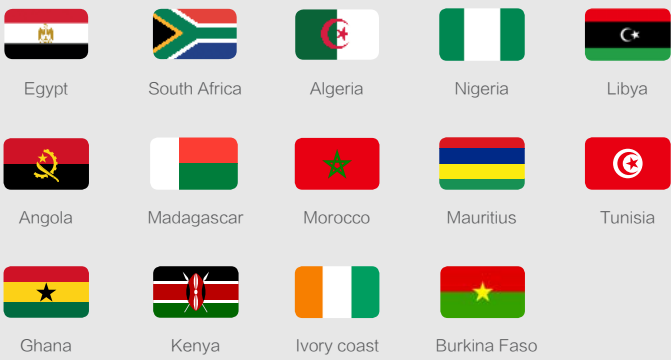 Egypt
South Africa
Algeria
Nigeria
Libya
Angola
Madagascar
Morocco
Mauritius
Tunisia
Ghana
Kenya
Ivory coast
Burkina Faso